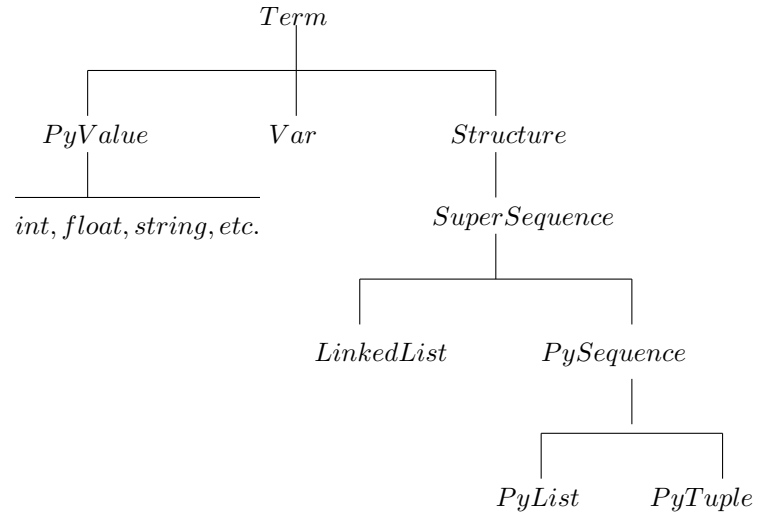 Term
PyValue Var Structure
int, float, string, etc.
SuperSequence
LinkedList PySequence
PyList PyTuple